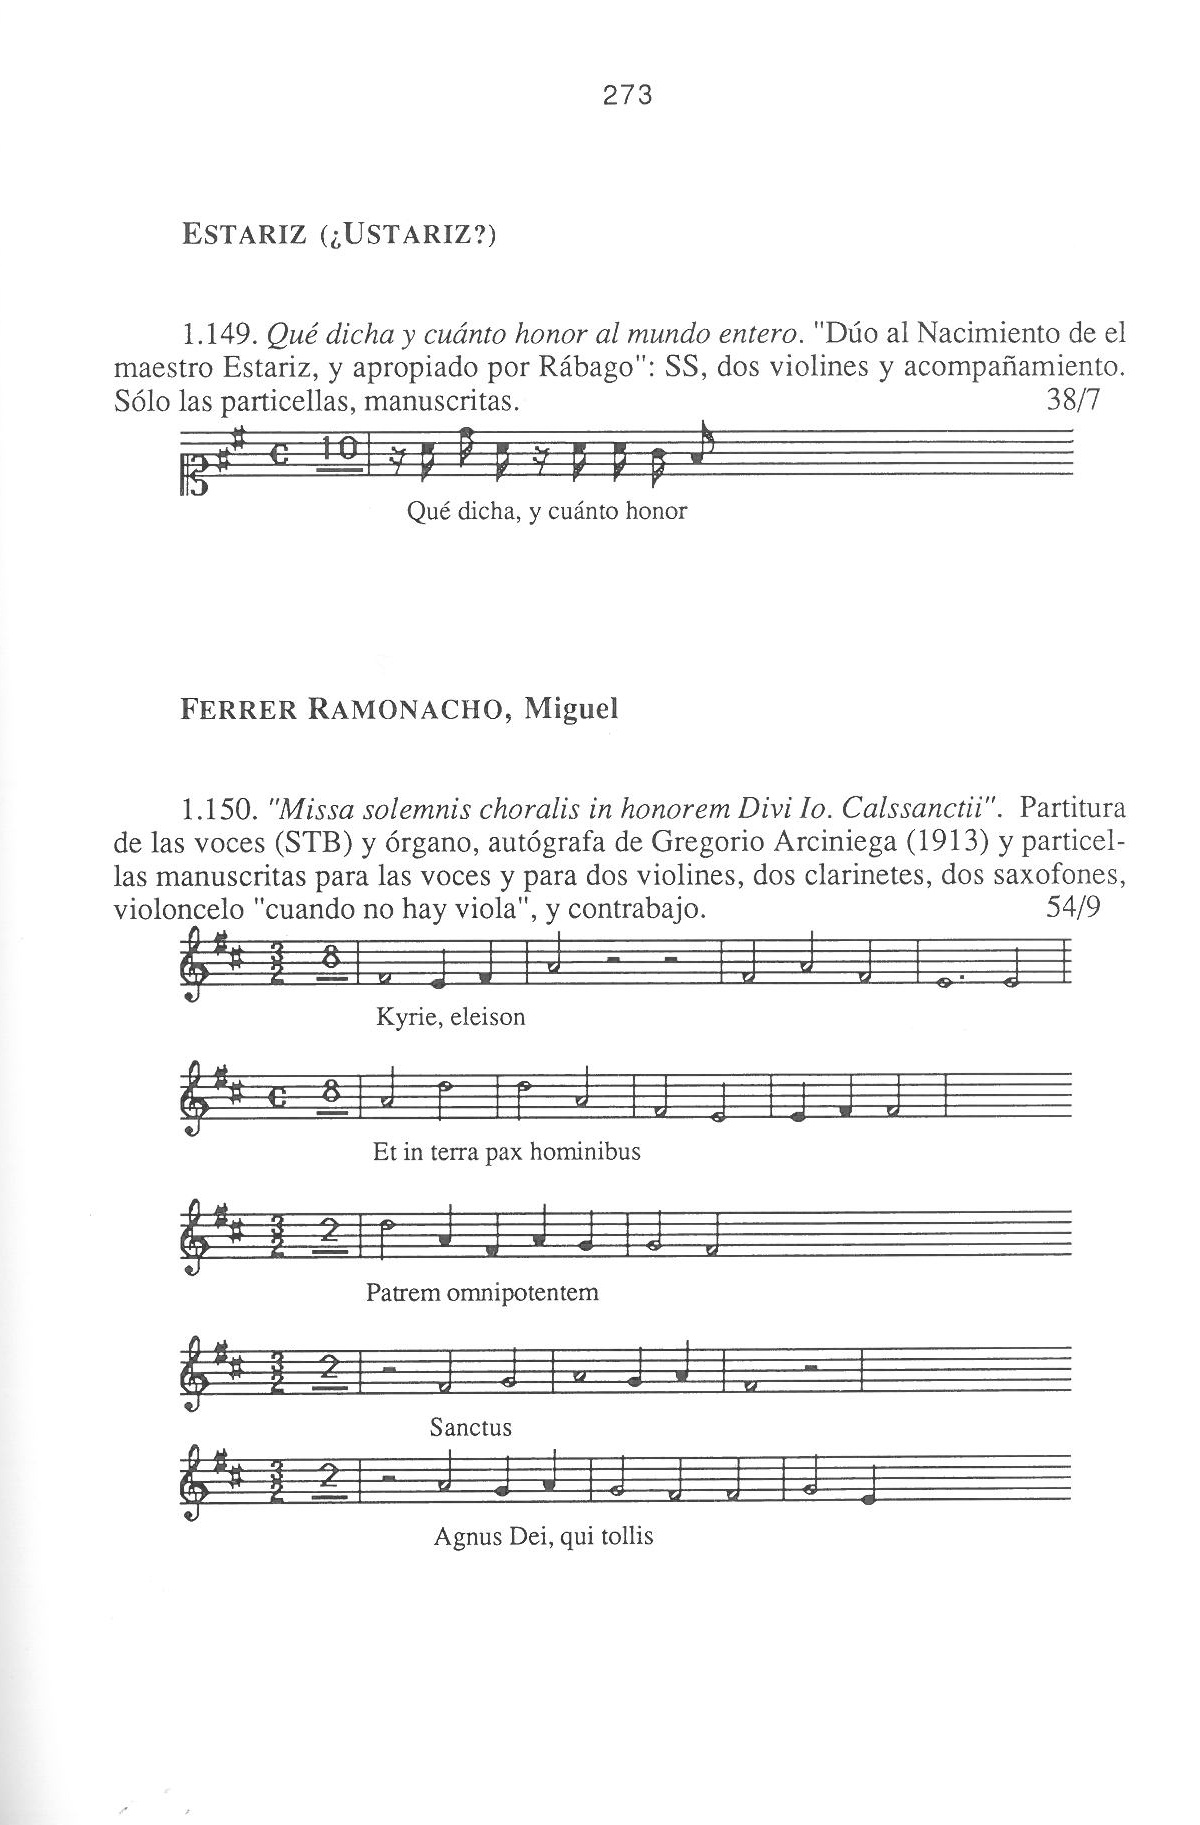 273
ESTARIZ (¿USTARIZ?)
1.149. Qué dicha y cuánto honor al mundo entero. "Dúo al Nacimiento de el
maestro Estariz, y apropiado por Rábago": SS, dos violines y acompañamiento.
Sólo las particellas, manuscritas. 38/7
10
Qué dicha, y cuánto honor
FERRER RAMONACHO, Miguel
1.150. "Missa solemnis choralis in honorem Divi Io. Calssanctii". Partitura
de las voces (STB) y órgano, autógrafa de Gregorio Arciniega (1913) y particel-
las manuscritas para las voces y para dos violines, dos clarinetes, dos saxofones,
violoncelo "cuando no hay viola", y contrabajo. 54/9
3 2 8
Kyrie, eleison
8
Et in terra pax hominibus
3 2 2
Patrem omnipotentem
3 2 2
Sanctus
3 2 2
Agnus Dei, qui tollis